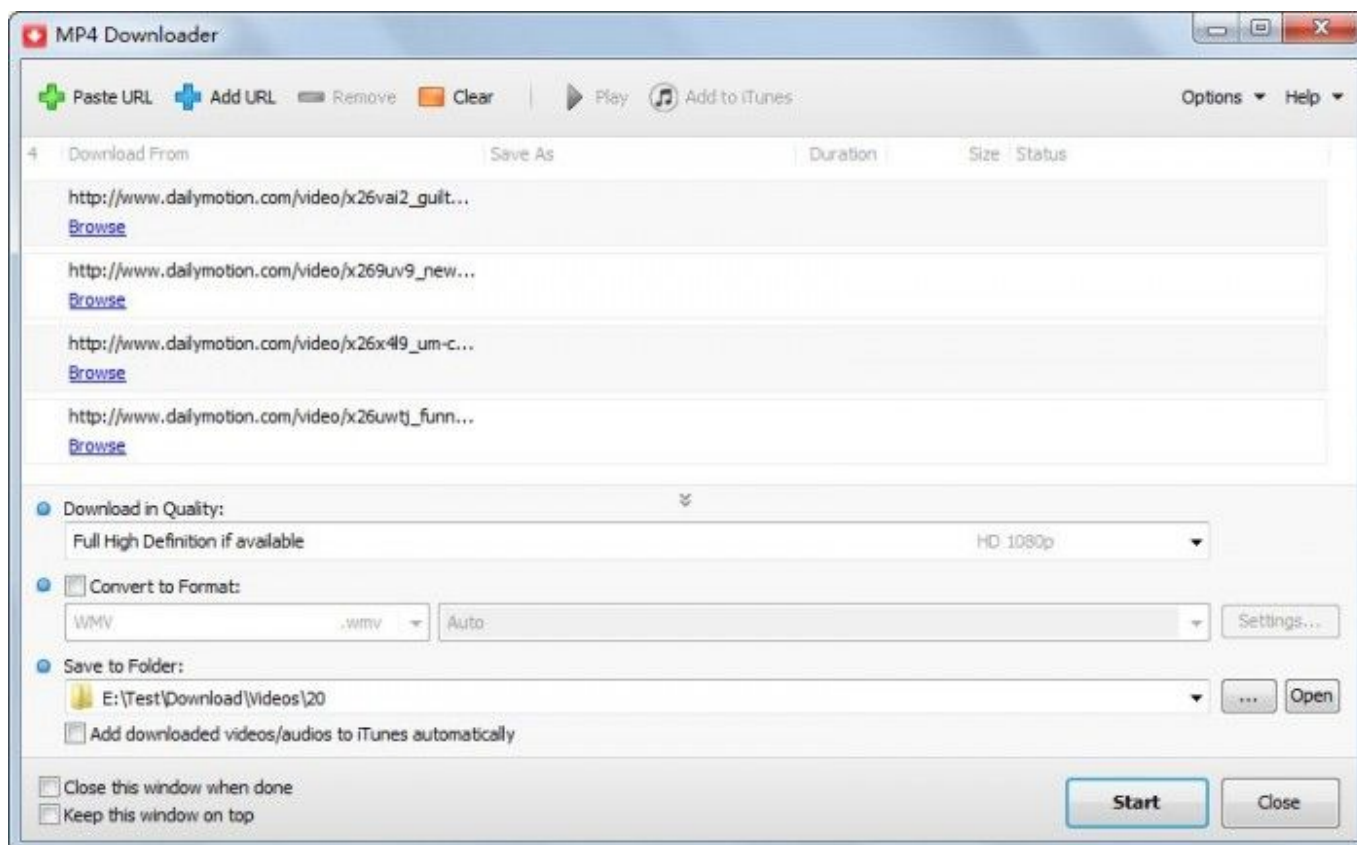 MP4 Downloader
Paste URL Add URL Remove Clear Play Add to iTunes Options Help
4 Download From Save As Duration Size Status
http://www.dailymotion.com/video/x26vai2_guilt...
Browse
http://www.dailymotion.com/video/x269uv9_new...
Browse
http://www.dailymotion.com/video/x26x4l9_um-c...
Browse
http://www.dailymotion.com/video/x26uwtj_funn...
Browse
Download in Quality:
Full High Definition if available HD 1080p
Convert to Format:
WMV .wmv Auto Settings...
Save to Folder:
E:\Test\Download\Videos\20 ... Open
Add downloaded videos/audios to iTunes automatically
Close this window when done
Keep this window on top
Start Close